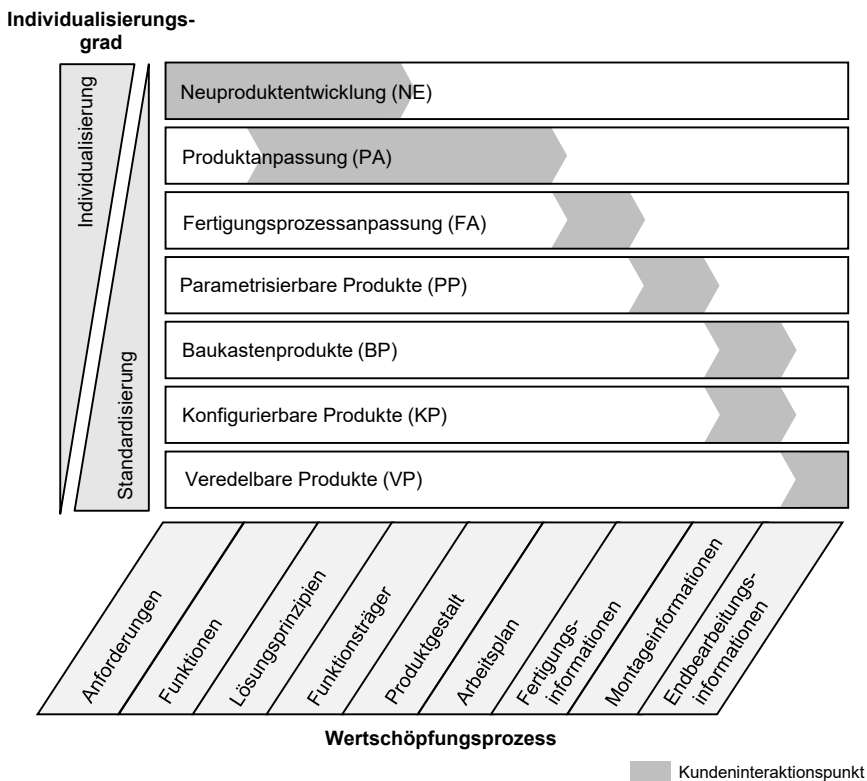 Individualisierungs-
grad
Individualisierung
Standardisierung
Neuproduktentwicklung (NE)
Produktanpassung (PA)
Fertigungsprozessanpassung (FA)
Parametrisierbare Produkte (PP)
Baukastenprodukte (BP)
Konfigurierbare Produkte (KP)
Veredelbare Produkte (VP)
Anforderungen
Funktionen
Lösungsprinzipien
Funktionsträger
Produktgestalt
Arbeitsplan
Fertigungs-
informationen
Montageinformationen
Endbearbeitungs-
informationen
Wertschöpfungsprozess
Kundeninteraktionspunkt